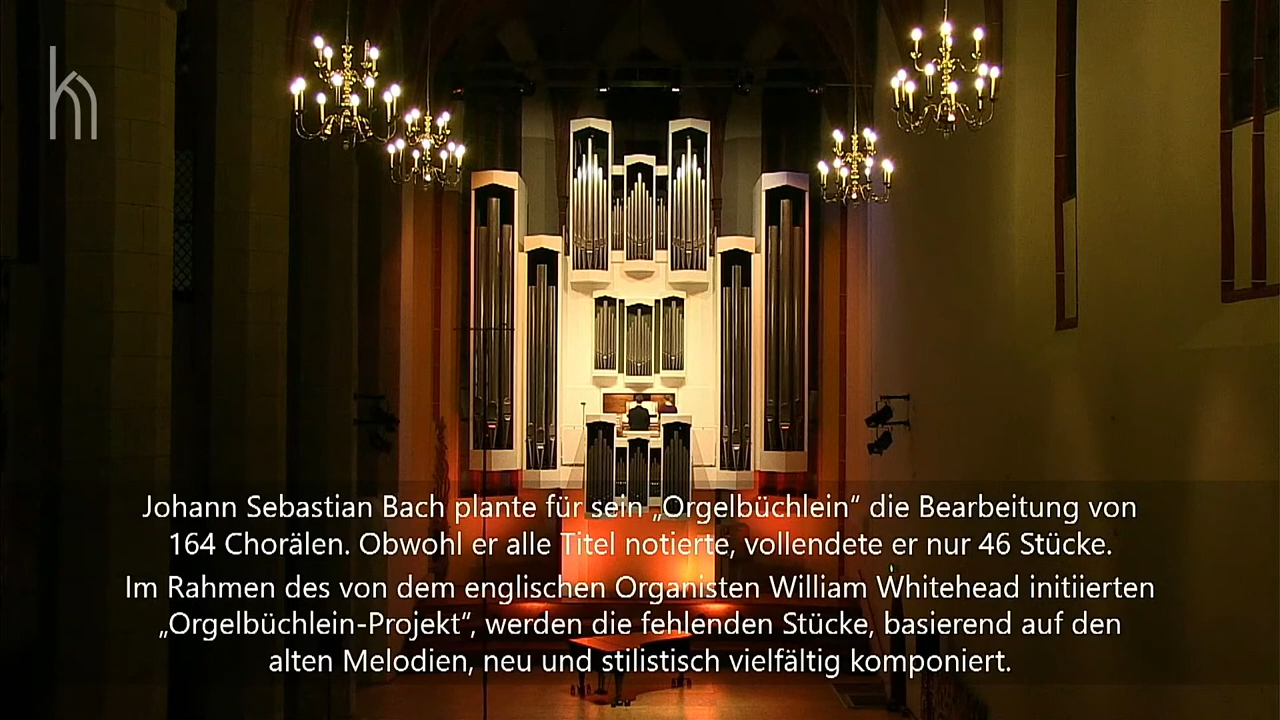 Johann Sebastian Bach plante für sein „Orgelbüchlein“ die Bearbeitung von
164 Chorälen. Obwohl er alle Titel notierte, vollendete er nur 46 Stücke.
Im Rahmen des von dem englischen Organisten William Whitehead initiierten
„Orgelbüchlein-Projekt“, werden die fehlenden Stücke, basierend auf den
alten Melodien, neu und stilistisch vielfältig komponiert.